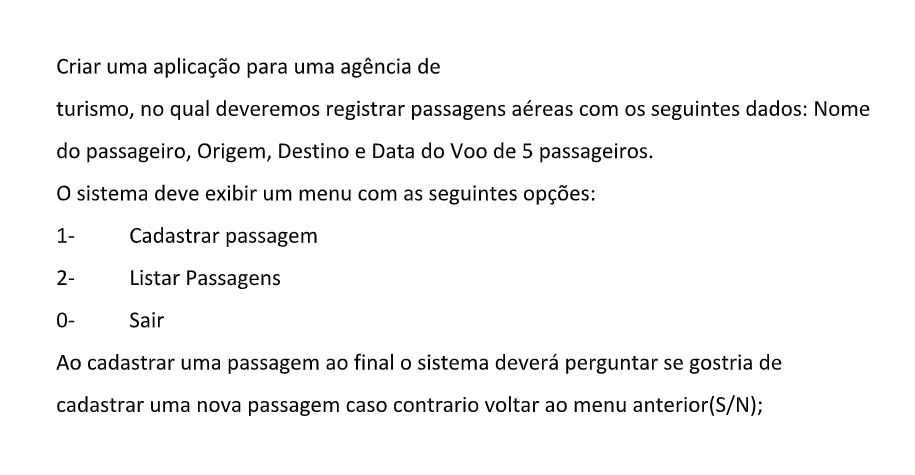 Criar uma aplicação para uma agência de
turismo, no qual deveremos registrar passagens aéreas com os seguintes dados: Nome
do passageiro, Origem, Destino e Data do Voo de 5 passageiros.
O sistema deve exibir um menu com as seguintes opções:
1- Cadastrar passagem
2- Listar Passagens
0- Sair
Ao cadastrar uma passagem ao final o sistema deverá perguntar se gostria de
cadastrar uma nova passagem caso contrario voltar ao menu anterior(S/N);